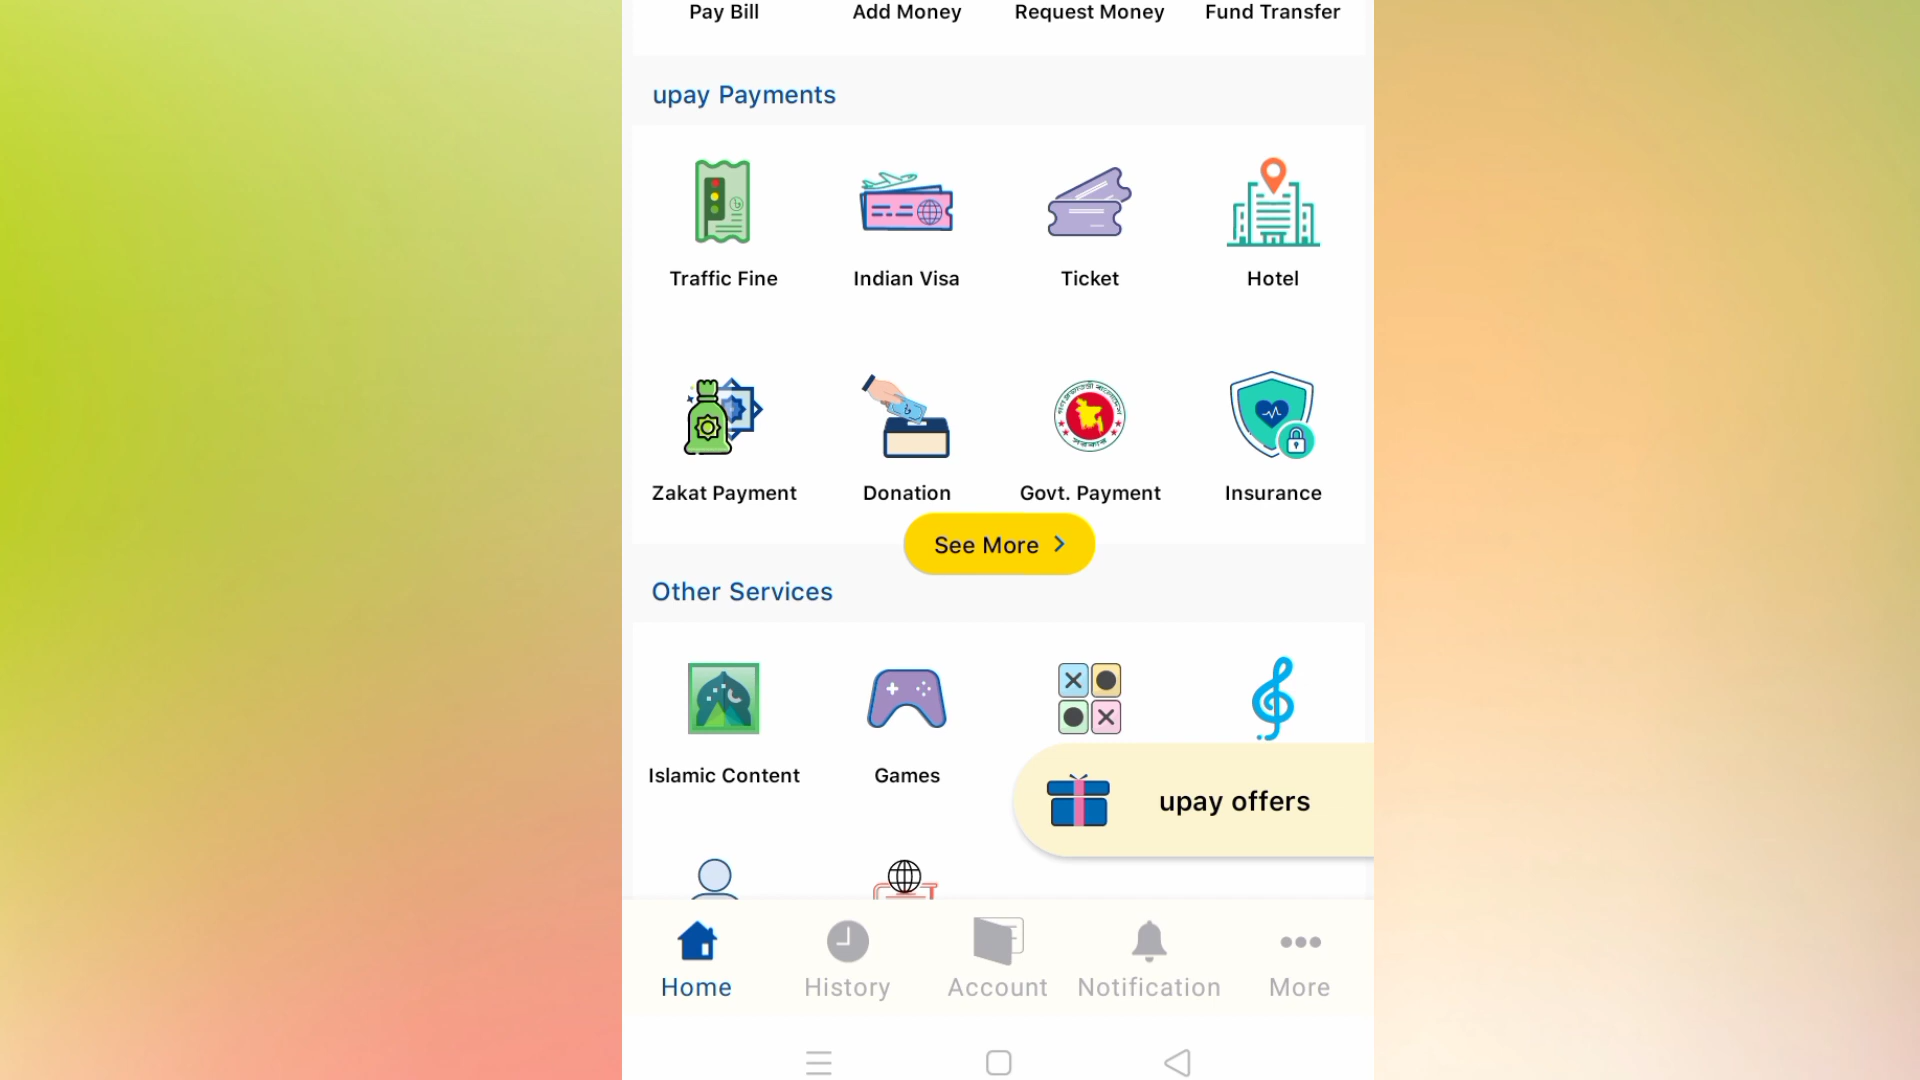 Pay Bill Add Money Request Money Fund Transfer
upay Payments
Traffic Fine Indian Visa Ticket Hotel
Zakat Payment Donation Govt. Payment Insurance
See More
Other Services
Islamic Content Games
upay offers
Home History Account Notification More